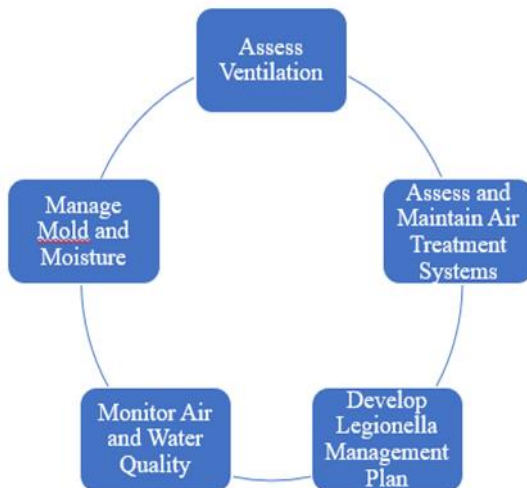 Assess
Ventilation
Assess and
Maintain Air
Treatment
Systems
Develop
Legionella
Management
Plan
Monitor Air
and Water
Quality
Manage
Mold and
Moisture